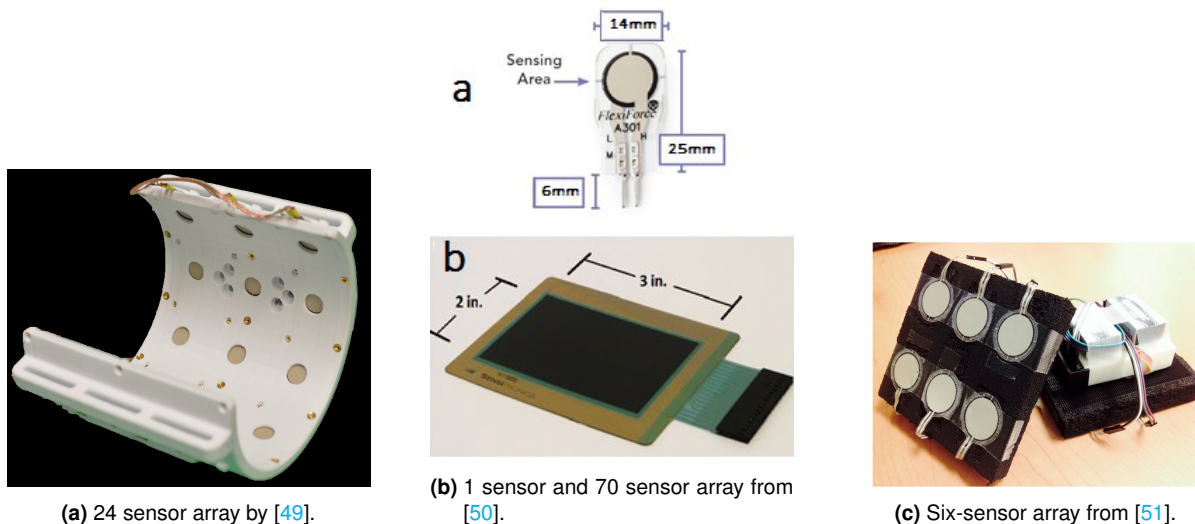 14mm
Sensing
Area
a
FlexiForce®
A301
L H
M
25mm
6mm
b
2 in.
3 in.
(a) 24 sensor array by [49].
(b) 1 sensor and 70 sensor array from
[50].
(c) Six-sensor array from [51].